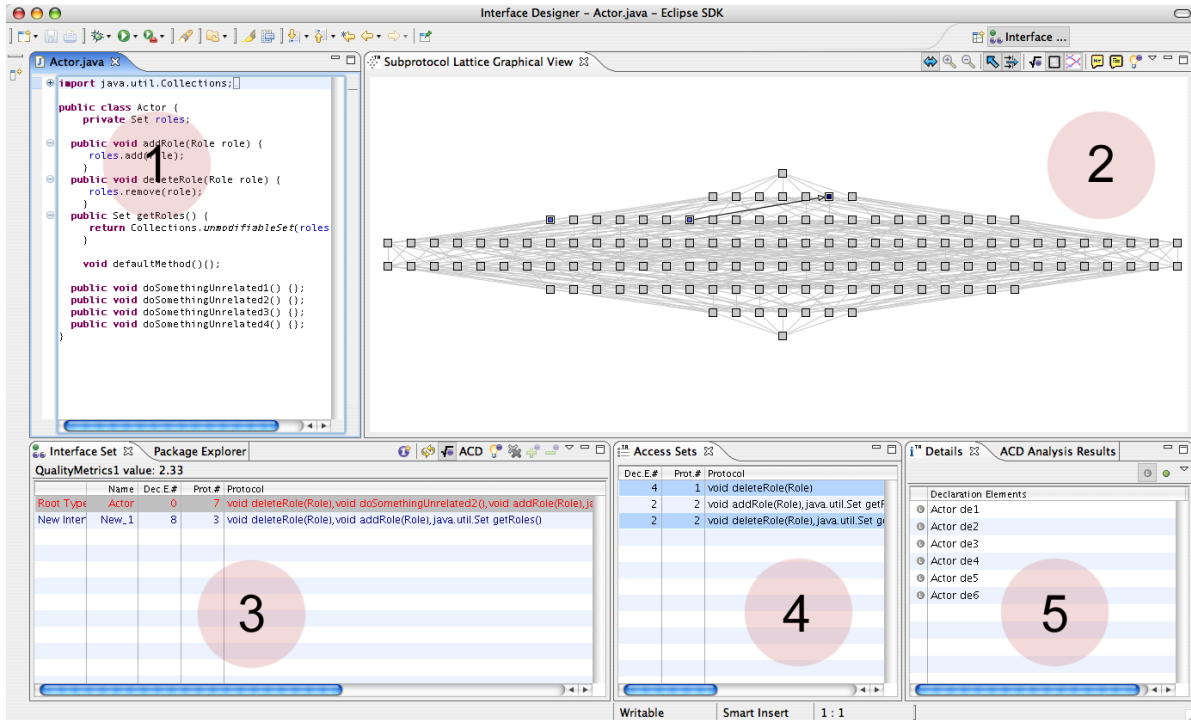 Interface Designer - Actor.java - Eclipse SDK
Interface ...
Actor.java
import java.util.Collections;
public class Actor {
private Set roles;
public void addRole(Role role) {
roles.add(role);
}
public void deleteRole(Role role) {
roles.remove(role);
}
public Set getRoles() {
return Collections.unmodifiableSet(roles
}
void defaultMethod(){};
public void doSomethingUnrelated1() {};
public void doSomethingUnrelated2() {};
public void doSomethingUnrelated3() {};
public void doSomethingUnrelated4() {};
}
1
Subprotocol Lattice Graphical View
2
Interface Set Package Explorer ACD
QualityMetrics1 value: 2.33
Name Dec.E.# Prot.# Protocol
Root Type Actor 0 7 void deleteRole(Role),void doSomethingUnrelated2(),void addRole(Role),ja
New Inter New_1 8 3 void deleteRole(Role),void addRole(Role),java.util.Set getRoles()
3
Access Sets
Dec.E.# Prot.# Protocol
4 1 void deleteRole(Role)
2 2 void addRole(Role),java.util.Set getR
2 2 void deleteRole(Role),java.util.Set g
4
Details ACD Analysis Results
Declaration Elements
Actor de1
Actor de2
Actor de3
Actor de4
Actor de5
Actor de6
5
Writable Smart Insert 1 : 1